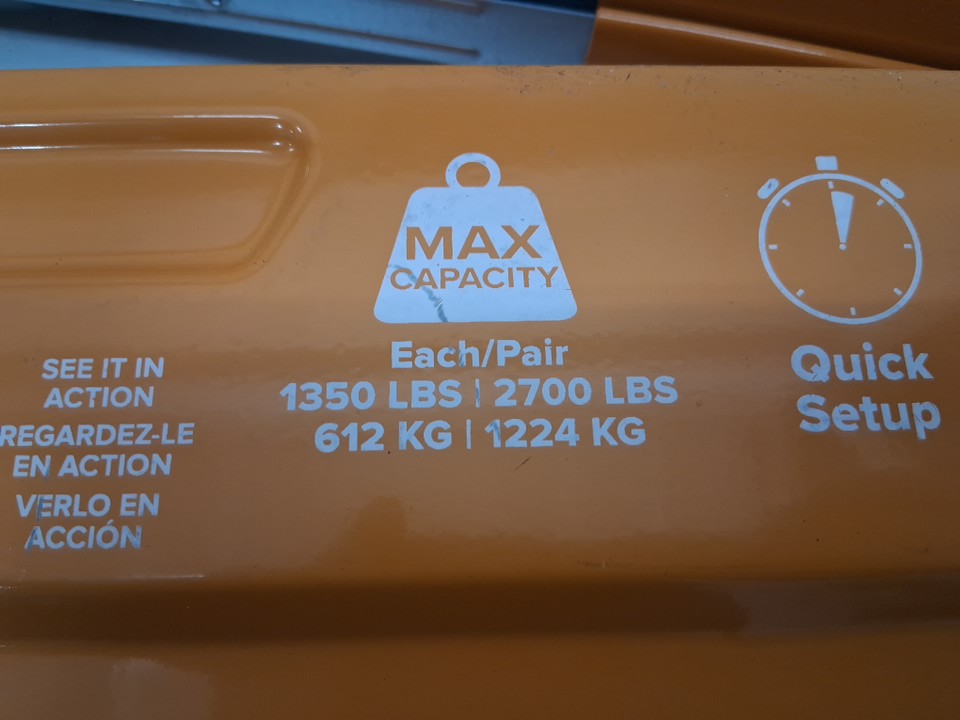 MAX
CAPACITY
Each/Pair
1350 LBS | 2700 LBS
612 KG | 1224 KG
SEE IT IN
ACTION
REGARDEZ-LE
EN ACTION
VERLO EN
ACCIÓN
Quick
Setup